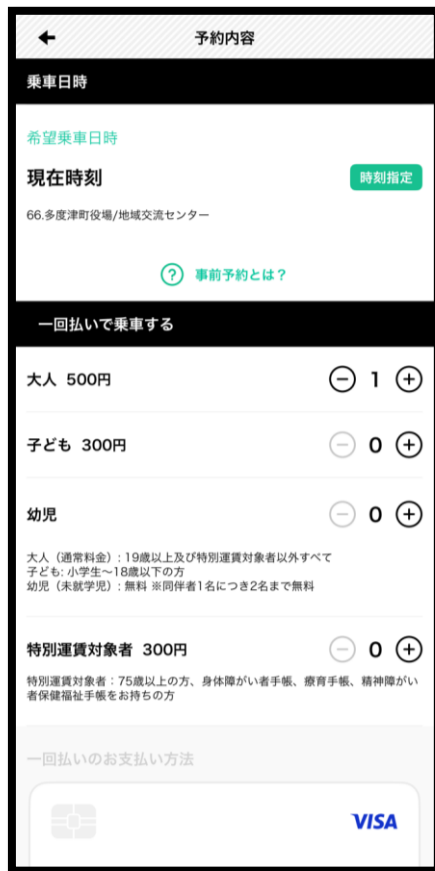 予約内容
乗車日時
希望乗車日時
現在時刻
時刻指定
66.多度津町役場/地域交流センター
? 事前予約とは？
一回払いで乗車する
大人 500円
1
子ども 300円
0
幼児
0
大人（通常料金）: 19歳以上及び特別運賃対象者以外すべて
子ども: 小学生〜18歳以下の方
幼児（未就学児）: 無料 ※同伴者1名につき2名まで無料
特別運賃対象者 300円
0
特別運賃対象者：75歳以上の方、身体障がい者手帳、療育手帳、精神障がい
者保健福祉手帳をお持ちの方
一回払いのお支払い方法
VISA